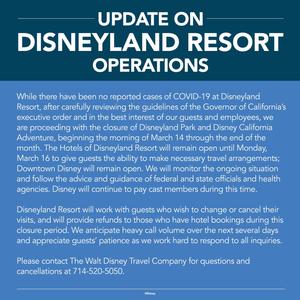 UPDATE ON
DISNEYLAND RESORT
OPERATIONS
While there have been no reported cases of COVID-19 at Disneyland
Resort, after carefully reviewing the guidelines of the Governor of California's
executive order and in the best interest of our guests and employees, we
are proceeding with the closure of Disneyland Park and Disney California
Adventure, beginning the morning of March 14 through the end of the
month. The Hotels of Disneyland Resort will remain open until Monday,
March 16 to give guests the ability to make necessary travel arrangements;
Downtown Disney will remain open. We will monitor the ongoing situation
and follow the advice and guidance of federal and state officials and health
agencies. Disney will continue to pay cast members during this time.
Disneyland Resort will work with guests who wish to change or cancel their
visits, and will provide refunds to those who have hotel bookings during this
closure period. We anticipate heavy call volume over the next several days
and appreciate guests' patience as we work hard to respond to all inquiries.
Please contact The Walt Disney Travel Company for questions and
cancellations at 714-520-5050.
©Disney